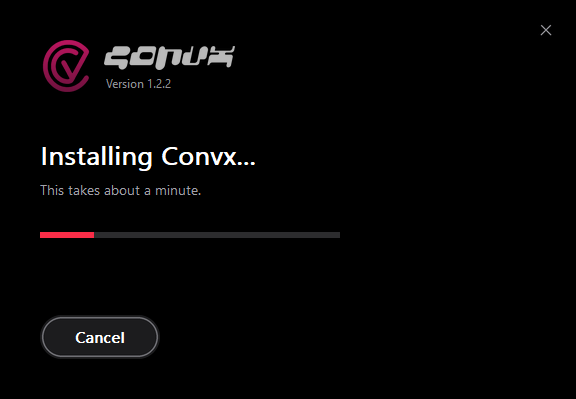 convx
Version 1.2.2
Installing Convx...
This takes about a minute.
Cancel